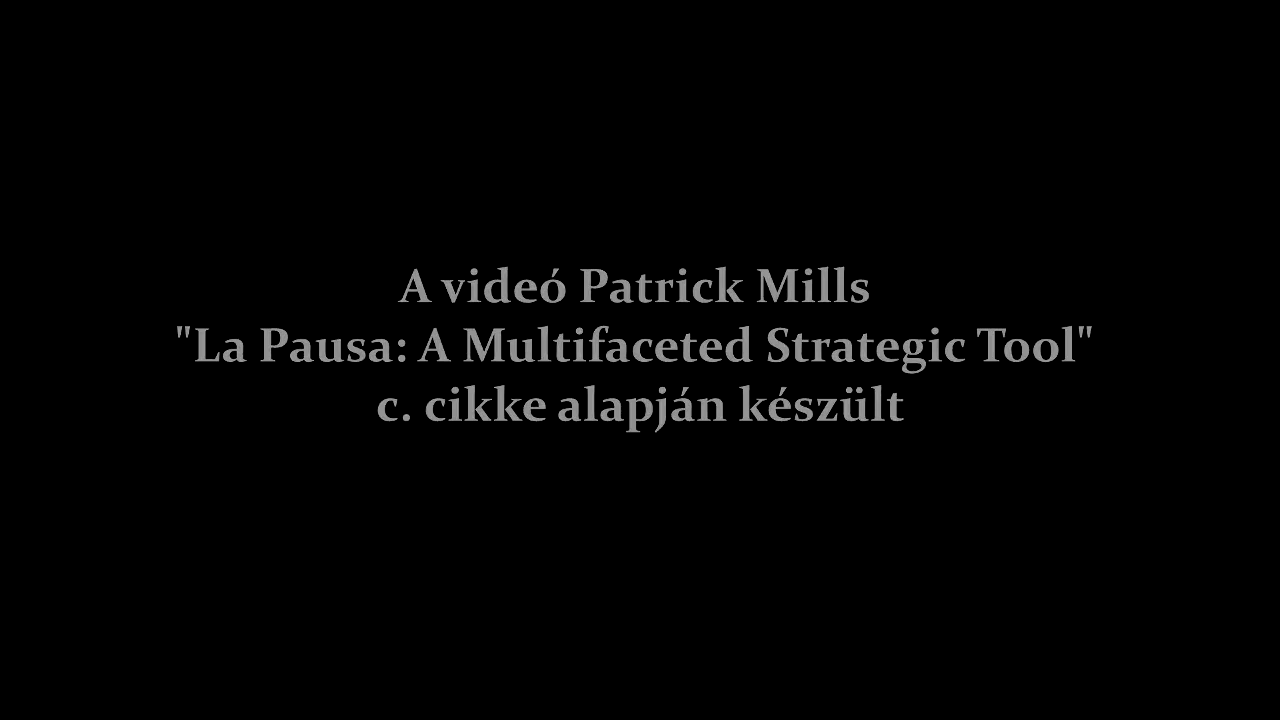 A videó Patrick Mills
"La Pausa: A Multifaceted Strategic Tool"
c. cikke alapján készült